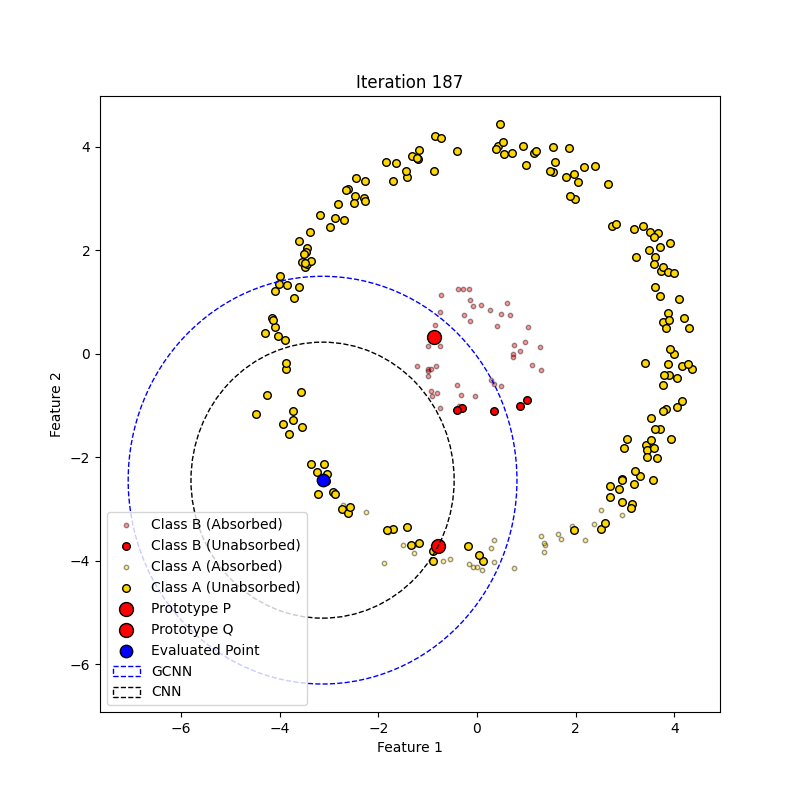 Iteration 187
Feature 2
4
2
0
−2
−4
−6
Class B (Absorbed)
Class B (Unabsorbed)
Class A (Absorbed)
Class A (Unabsorbed)
Prototype P
Prototype Q
Evaluated Point
GCNN
CNN
−6 −4 −2 0 2 4
Feature 1